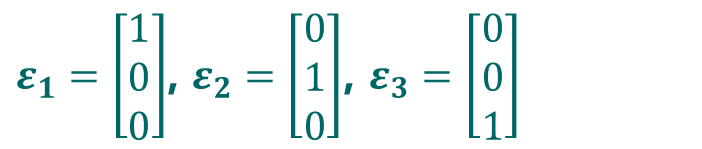 ε₁ = [1 0 0], ε₂ = [0 1 0], ε₃ = [0 0 1]